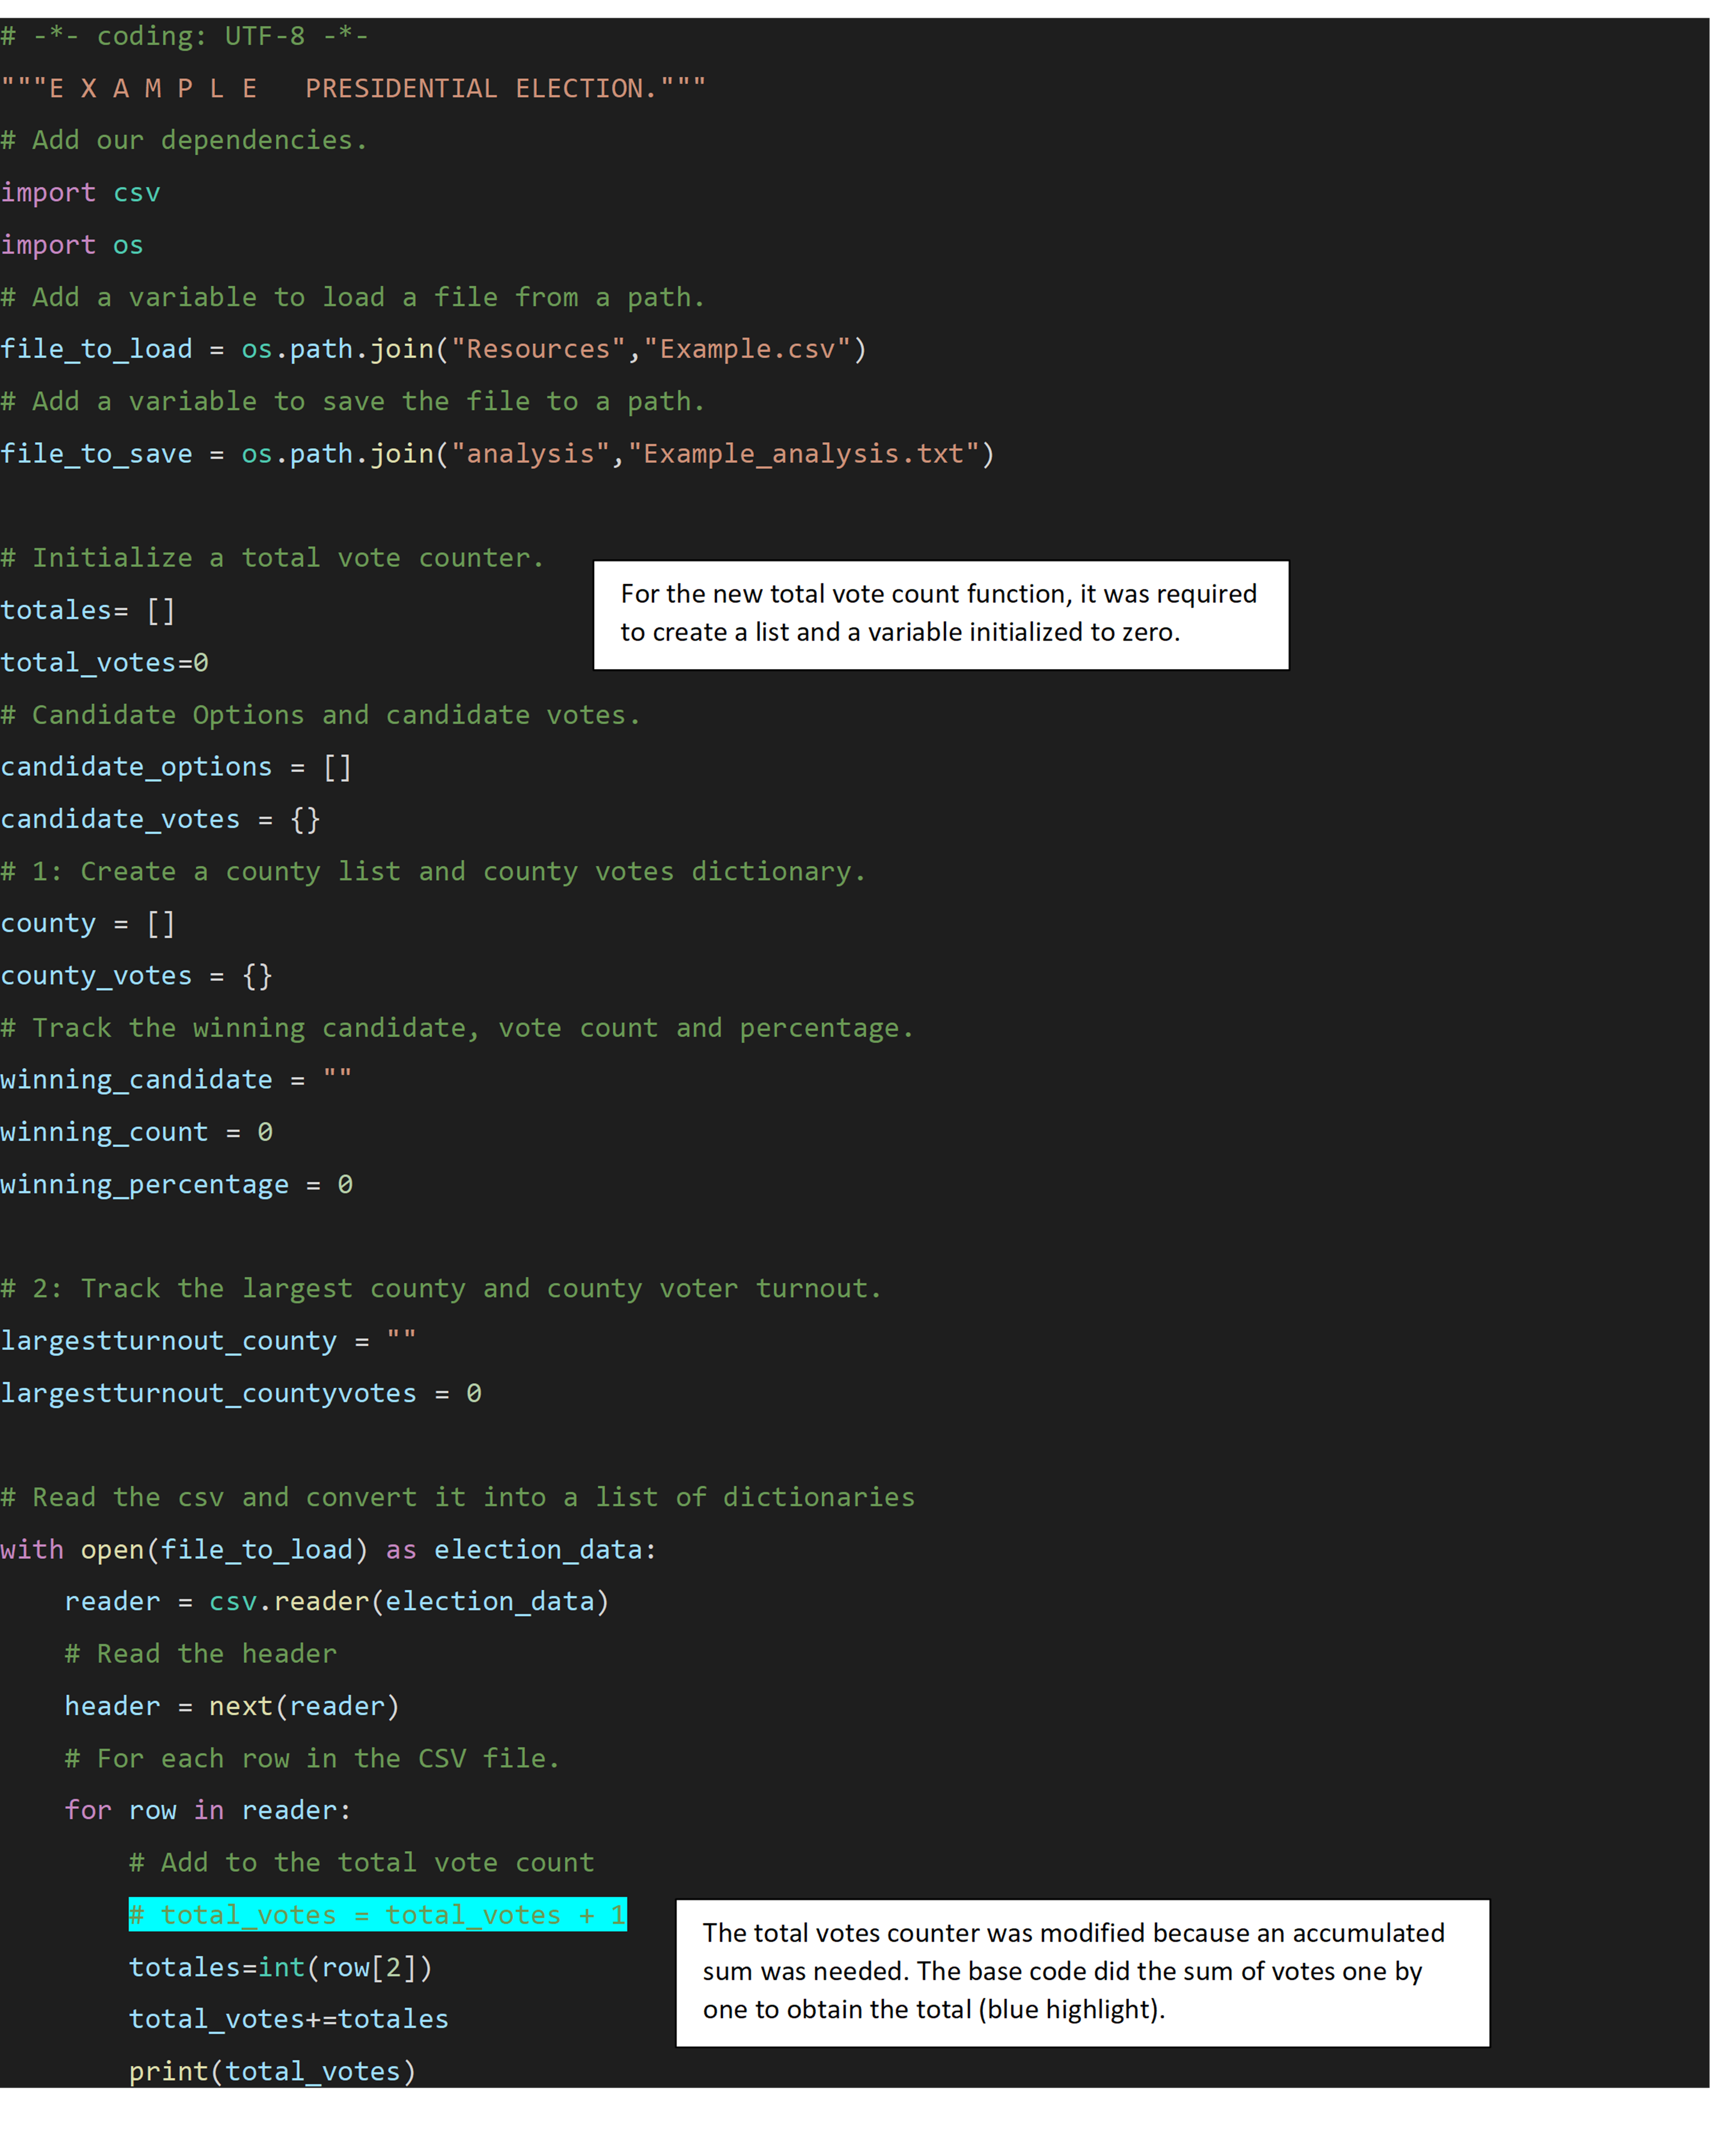 # -*- coding: UTF-8 -*-
"""E X A M P L E   PRESIDENTIAL ELECTION."""
# Add our dependencies.
import csv
import os
# Add a variable to load a file from a path.
file_to_load = os.path.join("Resources","Example.csv")
# Add a variable to save the file to a path.
file_to_save = os.path.join("analysis","Example_analysis.txt")
# Initialize a total vote counter.
totales= []
total_votes=0
For the new total vote count function, it was required
to create a list and a variable initialized to zero.
# Candidate Options and candidate votes.
candidate_options = []
candidate_votes = {}
# 1: Create a county list and county votes dictionary.
county = []
county_votes = {}
# Track the winning candidate, vote count and percentage.
winning_candidate = ""
winning_count = 0
winning_percentage = 0
# 2: Track the largest county and county voter turnout.
largestturnout_county = ""
largestturnout_countyvotes = 0
# Read the csv and convert it into a list of dictionaries
with open(file_to_load) as election_data:
    reader = csv.reader(election_data)
    # Read the header
    header = next(reader)
    # For each row in the CSV file.
    for row in reader:
        # Add to the total vote count
        # total_votes = total_votes + 1
        totales=int(row[2])
        total_votes+=totales
        print(total_votes)
The total votes counter was modified because an accumulated
sum was needed. The base code did the sum of votes one by
one to obtain the total (blue highlight).